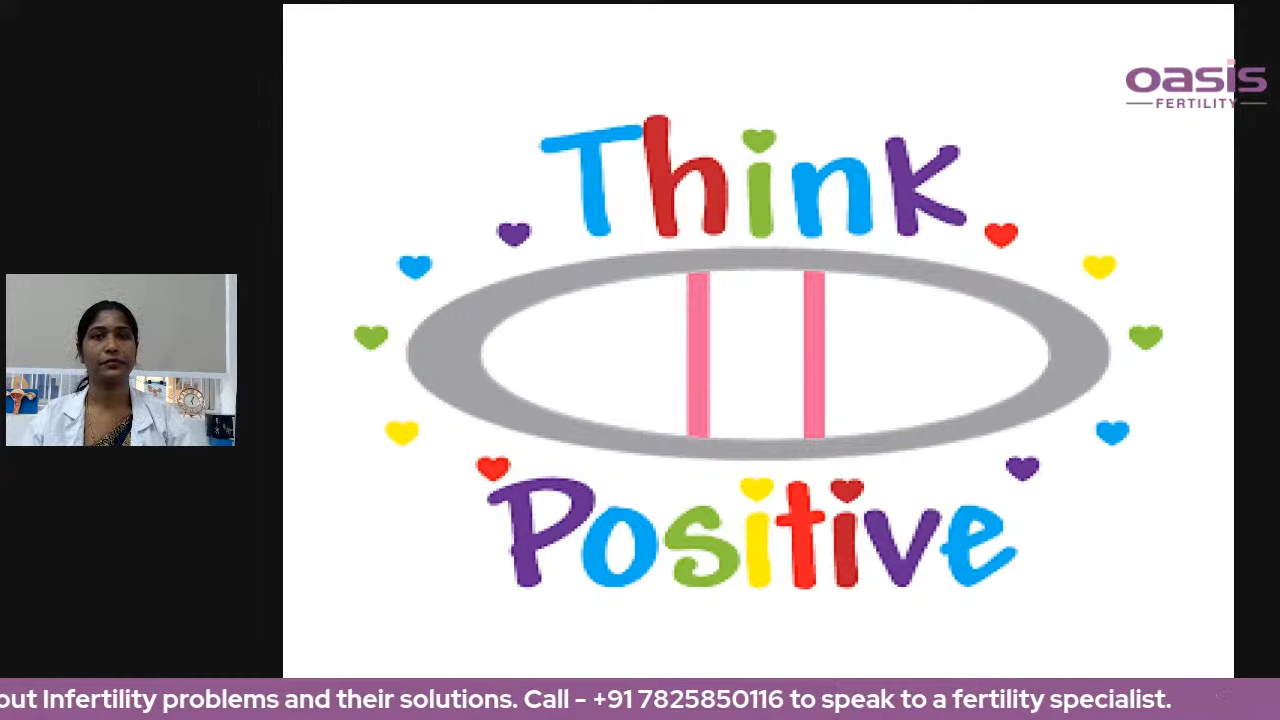 oasis
FERTILITY
Think
Positive
out Infertility problems and their solutions. Call - +91 7825850116 to speak to a fertility specialist.